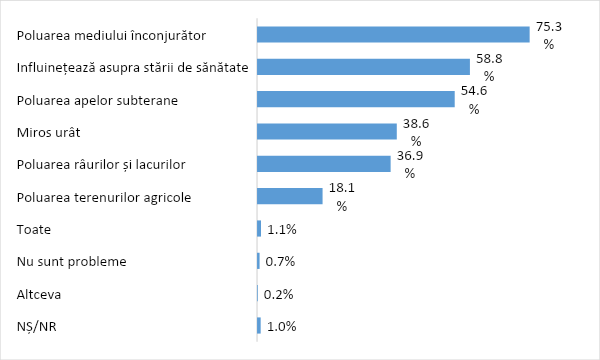 Poluarea mediului înconjurător 75.3
%
Influinețează asupra stării de sănătate 58.8
%
Poluarea apelor subterane 54.6
%
Miros urât 38.6
%
Poluarea râurilor și lacurilor 36.9
%
Poluarea terenurilor agricole 18.1
%
Toate 1.1%
Nu sunt probleme 0.7%
Altceva 0.2%
NȘ/NR 1.0%